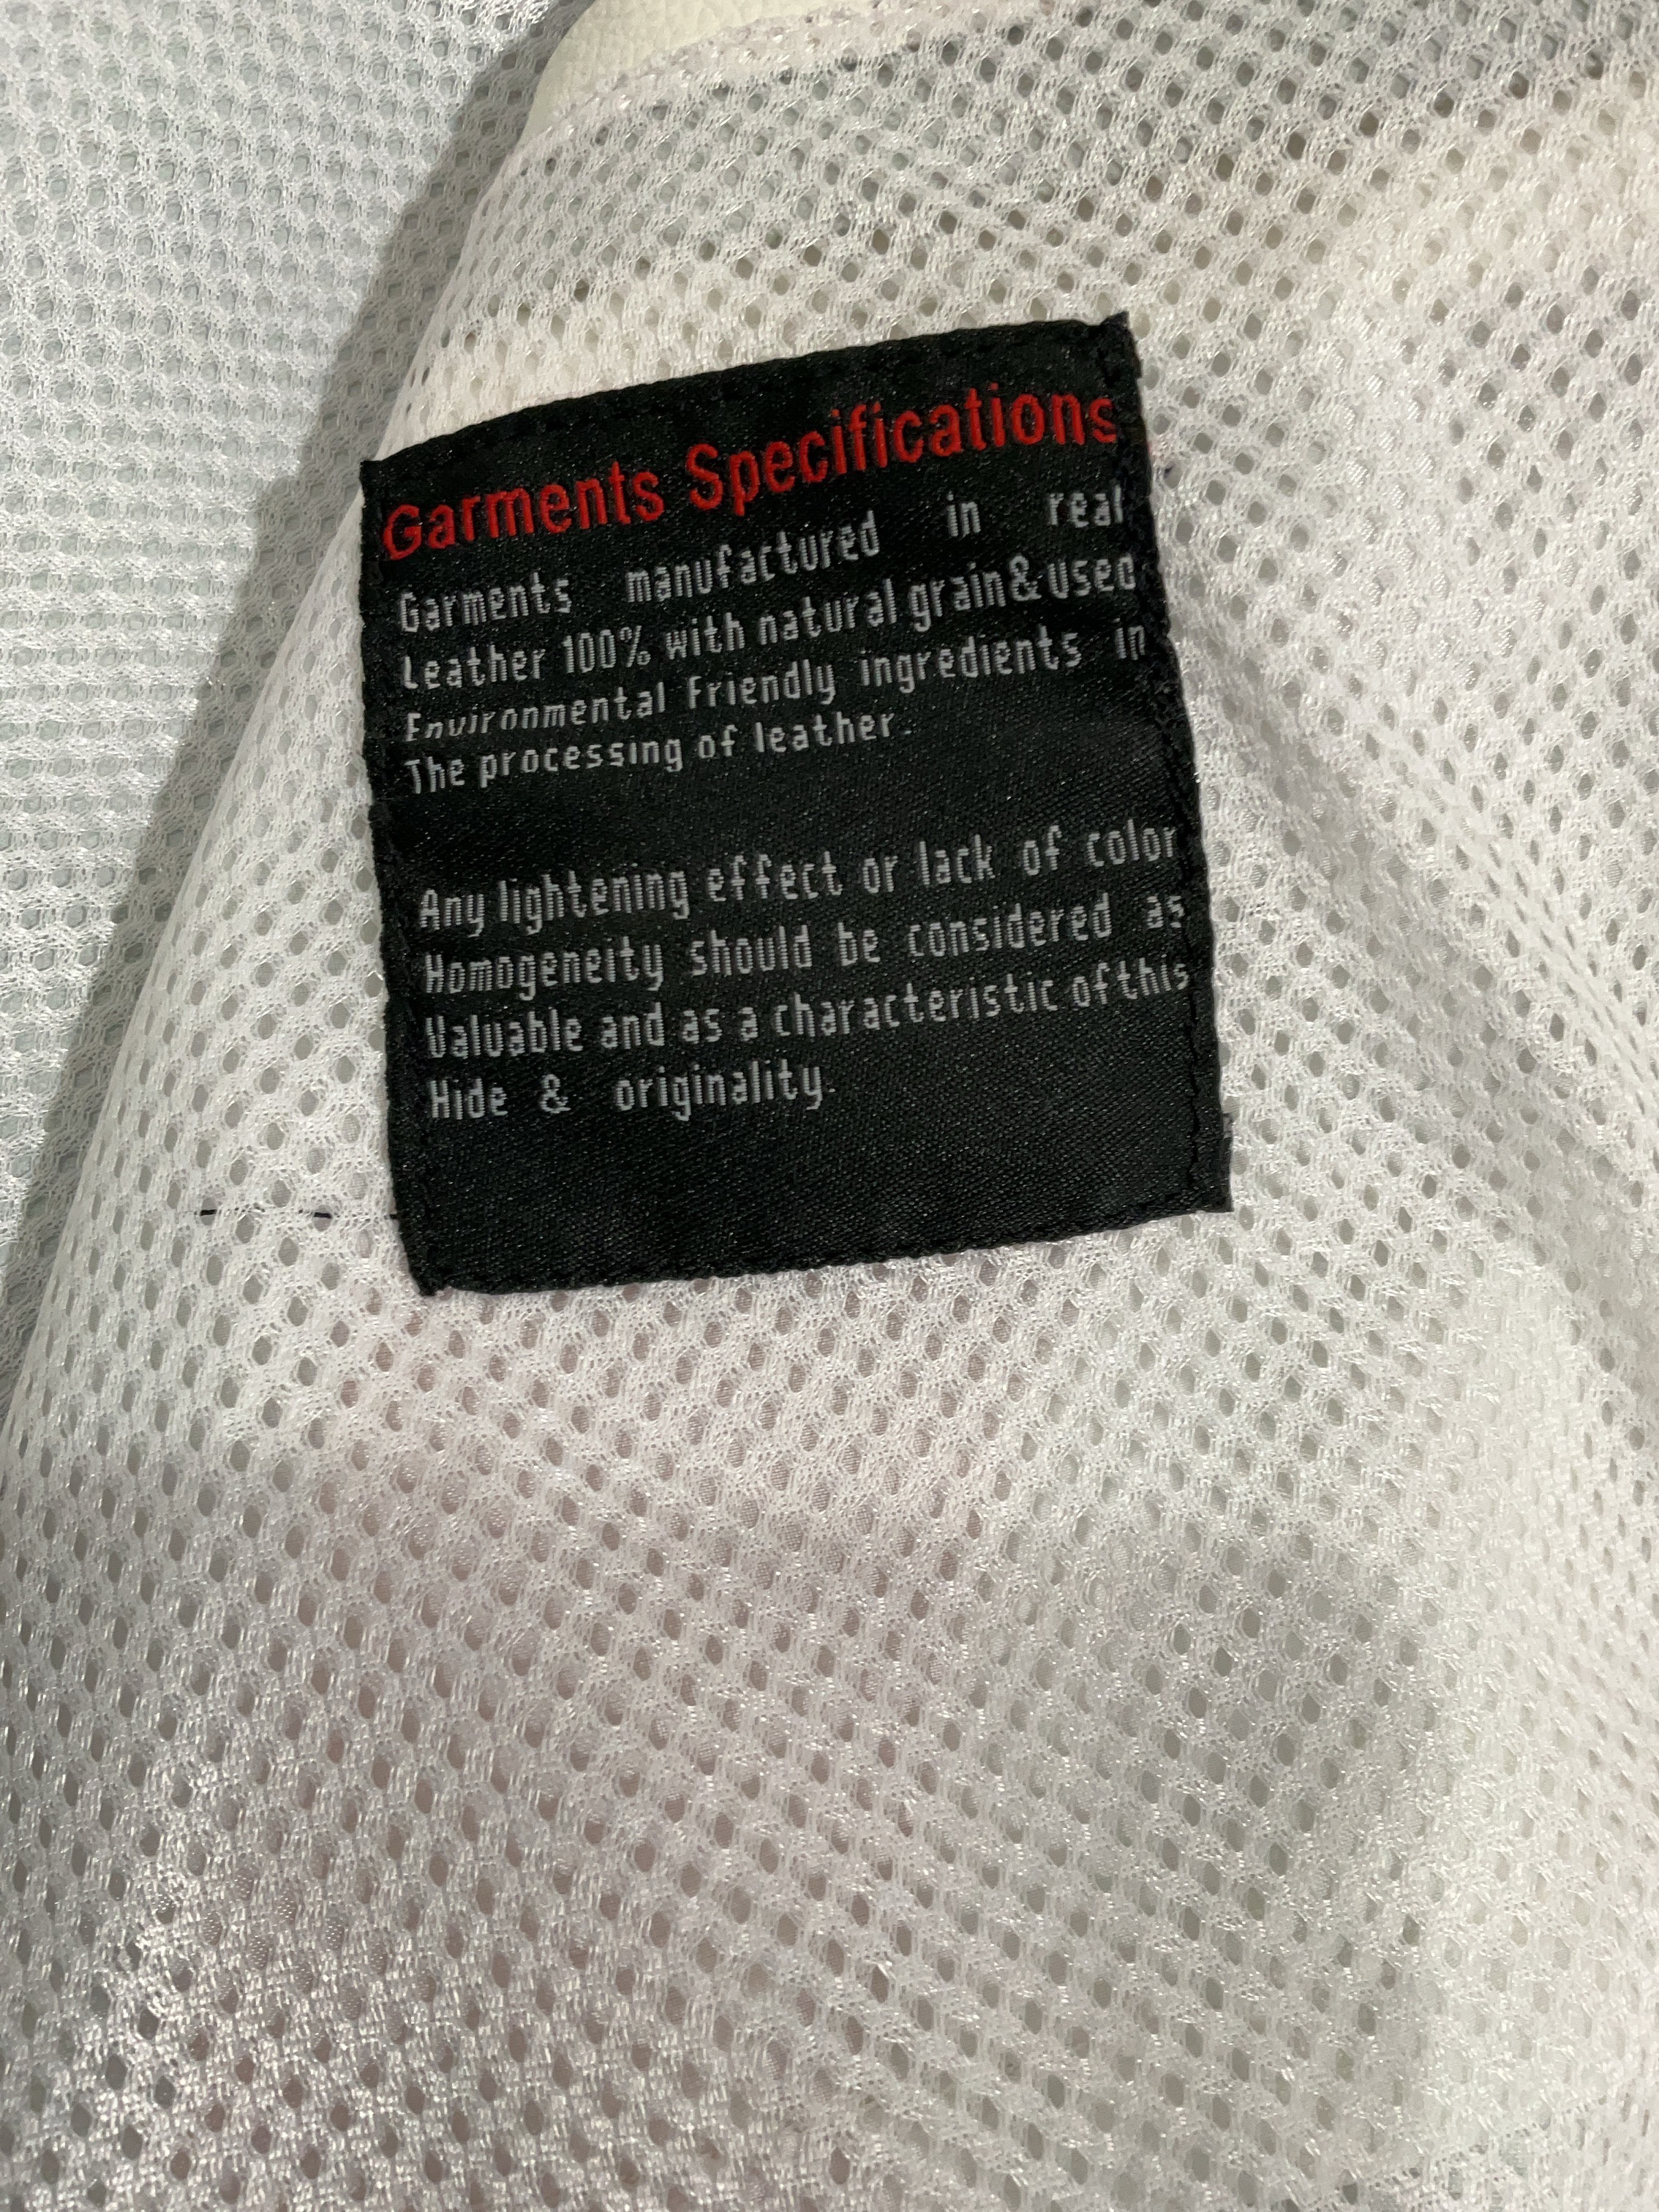 Garments Specifications
Garments manufactured in real
Leather 100% with natural grain & used
Environmental Friendly ingredients in
The processing of leather.
Any lightening effect or lack of color
Homogeneity should be considered as
Valuable and as a characteristic of this
Hide & originality.